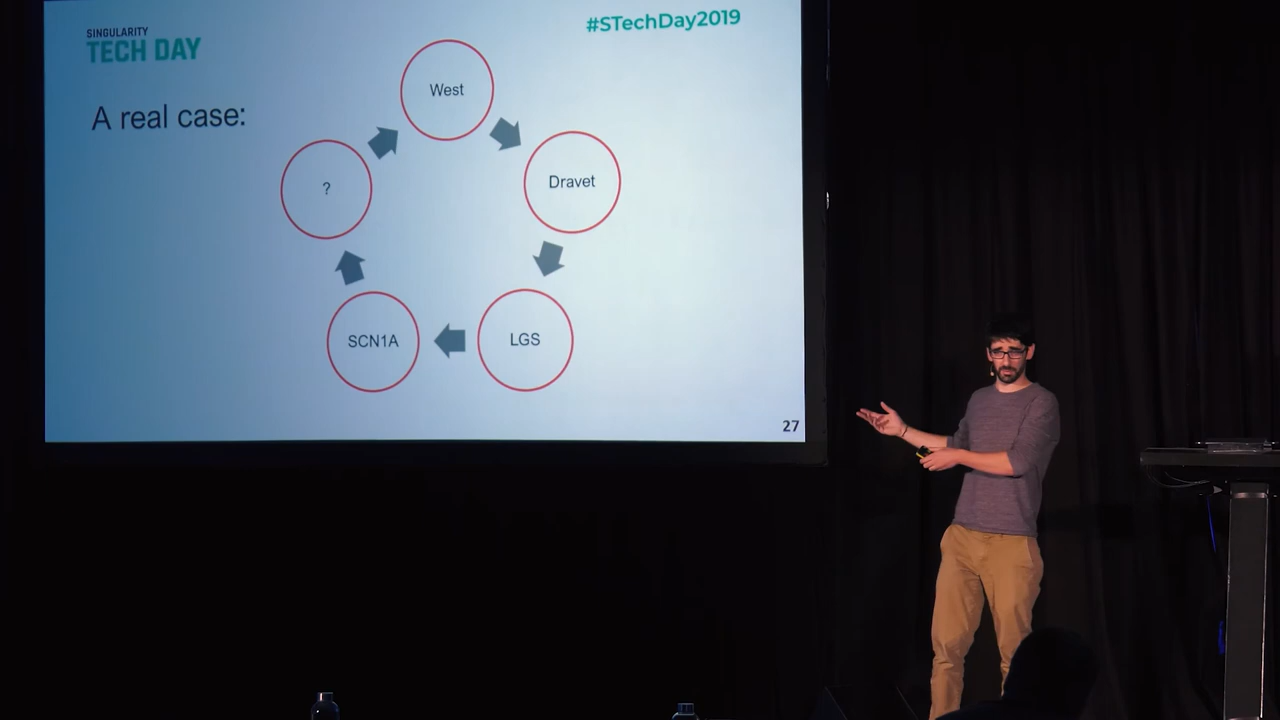 SINGULARITY
TECH DAY
#STechDay2019
A real case:
West
?
Dravet
SCN1A
LGS
27